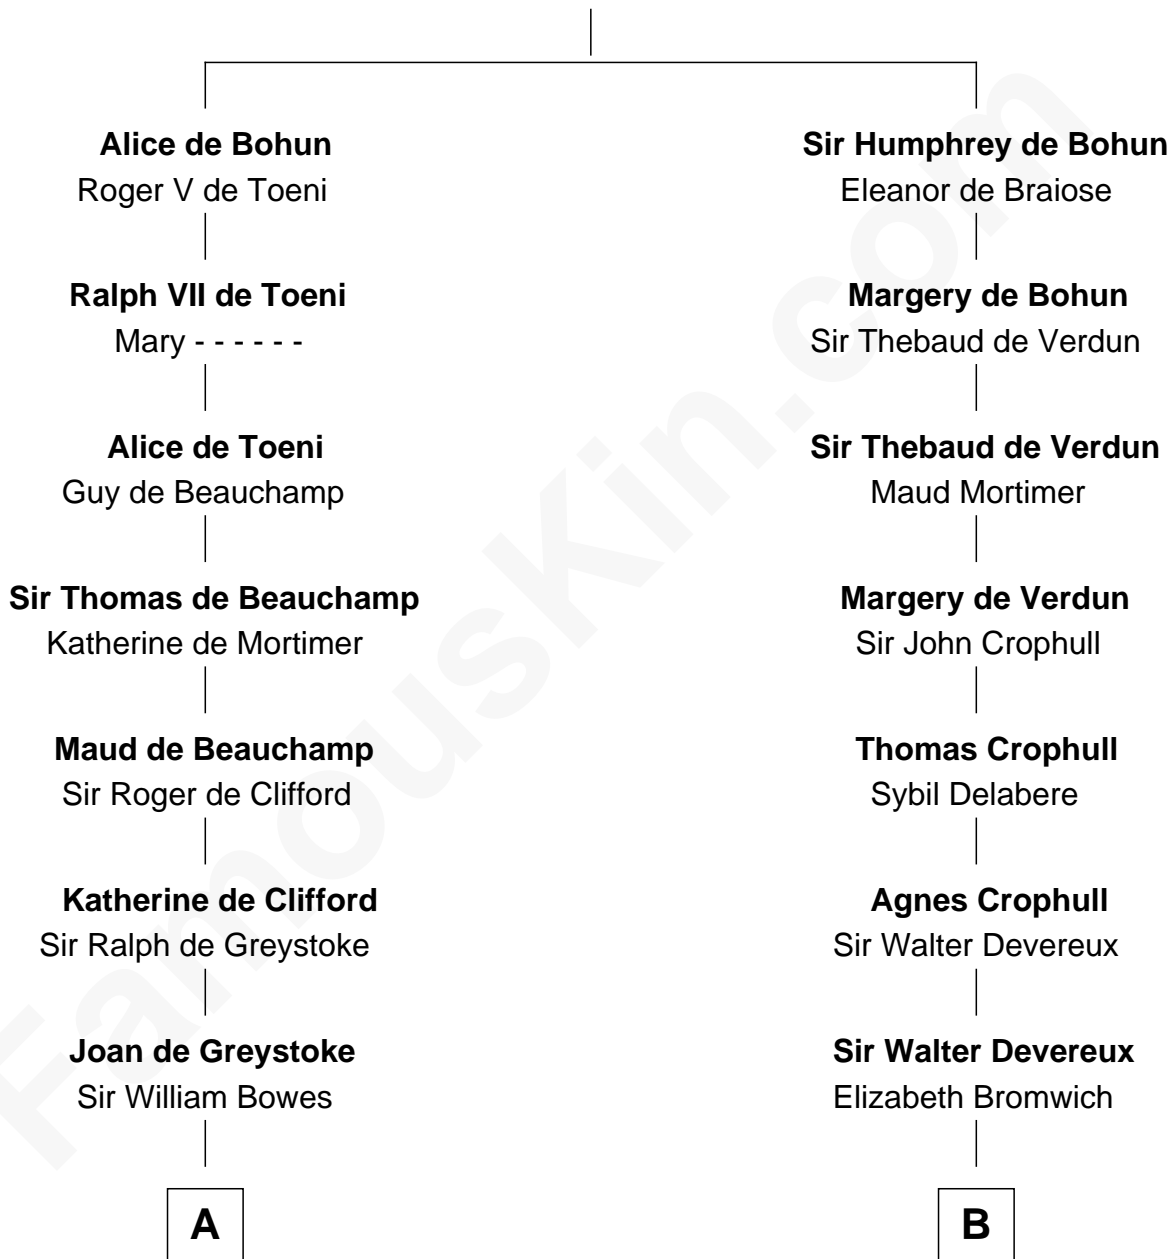 Alice de Bohun
Roger V de Toeni
Ralph VII de Toeni
Mary - - - - - -
Alice de Toeni
Guy de Beauchamp
Sir Thomas de Beauchamp
Katherine de Mortimer
Maud de Beauchamp
Sir Roger de Clifford
Katherine de Clifford
Sir Ralph de Greystoke
Joan de Greystoke
Sir William Bowes
A
Sir Humphrey de Bohun
Eleanor de Braiose
Margery de Bohun
Sir Thebaud de Verdun
Sir Thebaud de Verdun
Maud Mortimer
Margery de Verdun
Sir John Crophull
Thomas Crophull
Sybil Delabere
Agnes Crophull
Sir Walter Devereux
Sir Walter Devereux
Elizabeth Bromwich
B
FamousKin.com